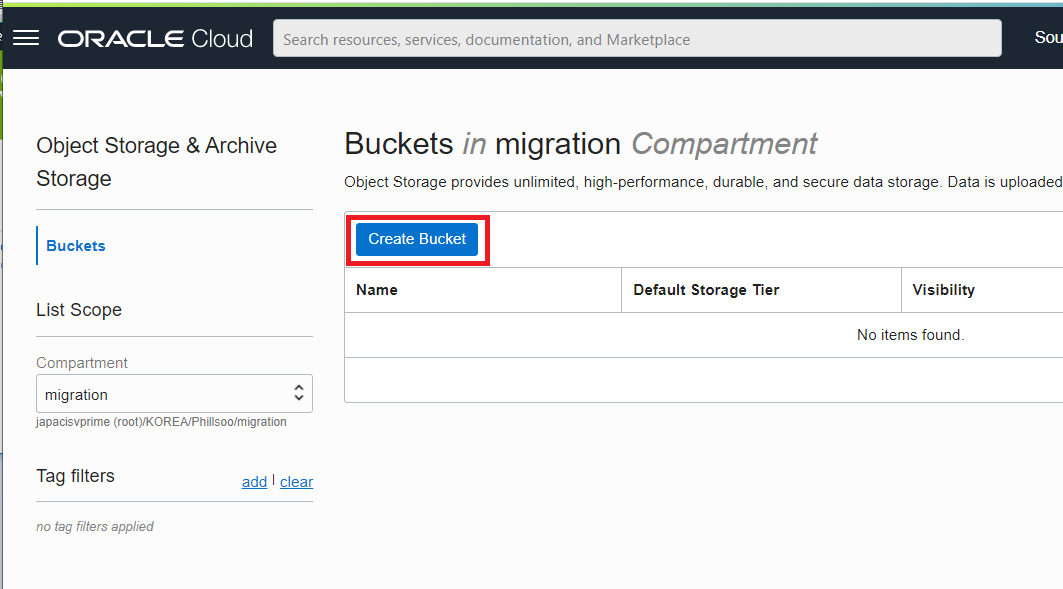 ORACLE Cloud
Search resources, services, documentation, and Marketplace
Sou
Object Storage & Archive
Storage
Buckets
List Scope
Compartment
migration
japacisvprime (root)/KOREA/Phillsoo/migration
Tag filters
add | clear
no tag filters applied
Buckets in migration Compartment
Object Storage provides unlimited, high-performance, durable, and secure data storage. Data is uploaded
Create Bucket
Name Default Storage Tier Visibility
No items found.